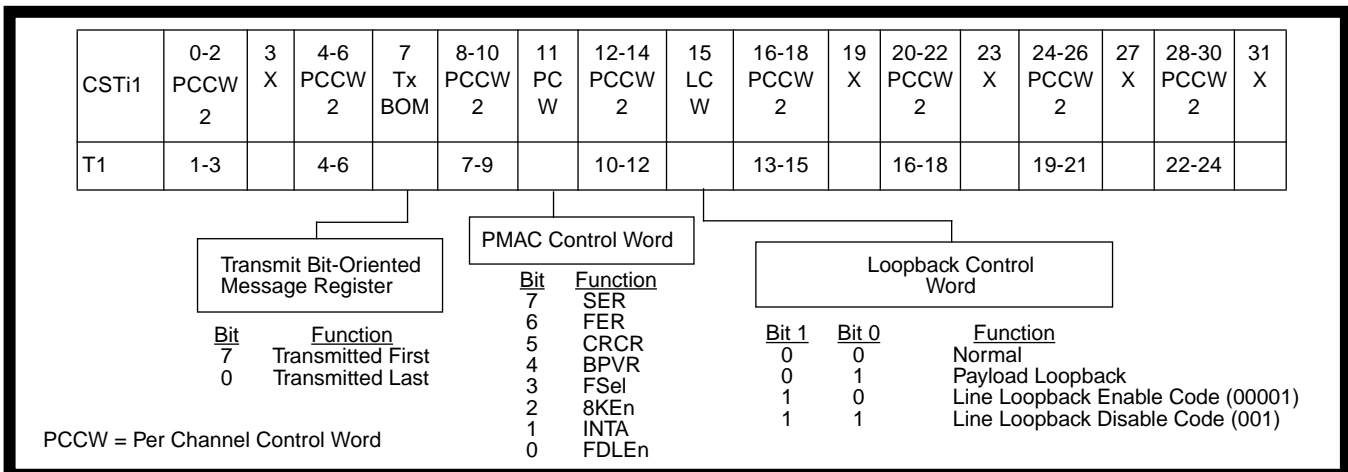 CSTi1 0-2 PCCW 2 3 X 4-6 PCCW 2 7 Tx BOM 8-10 PCCW 2 11 PC W 12-14 PCCW 2 15 LC W 16-18 PCCW 2 19 X 20-22 PCCW 2 23 X 24-26 PCCW 2 27 X 28-30 PCCW 2 31 X
T1 1-3 4-6 7-9 10-12 13-15 16-18 19-21 22-24
Transmit Bit-Oriented
Message Register
Bit Function
7 Transmitted First
0 Transmitted Last
PMAC Control Word
Bit Function
7 SER
6 FER
5 CRCR
4 BPVR
3 FSel
2 8KEn
1 INTA
0 FDLEn
Loopback Control
Word
Bit 1 Bit 0 Function
0 0 Normal
0 1 Payload Loopback
1 0 Line Loopback Enable Code (00001)
1 1 Line Loopback Disable Code (001)
PCCW = Per Channel Control Word